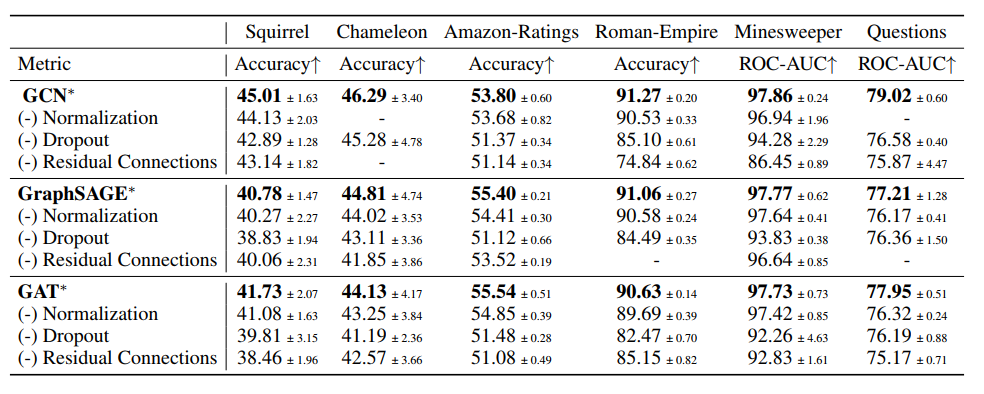 Squirrel Chameleon Amazon-Ratings Roman-Empire Minesweeper Questions
Metric Accuracy↑ Accuracy↑ Accuracy↑ Accuracy↑ ROC-AUC↑ ROC-AUC↑
GCN* 45.01 ± 1.63 46.29 ± 3.40 53.80 ± 0.60 91.27 ± 0.20 97.86 ± 0.24 79.02 ± 0.60
(-) Normalization 44.13 ± 2.03 - 53.68 ± 0.82 90.53 ± 0.33 96.94 ± 1.96 -
(-) Dropout 42.89 ± 1.28 45.28 ± 4.78 51.37 ± 0.34 85.10 ± 0.61 94.28 ± 2.29 76.58 ± 0.40
(-) Residual Connections 43.14 ± 1.82 - 51.14 ± 0.34 74.84 ± 0.62 86.45 ± 0.89 75.87 ± 4.47
GraphSAGE* 40.78 ± 1.47 44.81 ± 4.74 55.40 ± 0.21 91.06 ± 0.27 97.77 ± 0.62 77.21 ± 1.28
(-) Normalization 40.27 ± 2.27 44.02 ± 3.53 54.41 ± 0.30 90.58 ± 0.24 97.64 ± 0.41 76.17 ± 0.41
(-) Dropout 38.83 ± 1.94 43.11 ± 3.36 51.12 ± 0.66 84.49 ± 0.35 93.83 ± 0.38 76.36 ± 1.50
(-) Residual Connections 40.06 ± 2.31 41.85 ± 3.86 53.52 ± 0.19 - 96.64 ± 0.85 -
GAT* 41.73 ± 2.07 44.13 ± 4.17 55.54 ± 0.51 90.63 ± 0.14 97.73 ± 0.73 77.95 ± 0.51
(-) Normalization 41.08 ± 1.63 43.25 ± 3.84 54.85 ± 0.39 89.69 ± 0.39 97.42 ± 0.85 76.32 ± 0.24
(-) Dropout 39.81 ± 3.15 41.19 ± 2.36 51.48 ± 0.28 82.47 ± 0.70 92.26 ± 4.63 76.19 ± 0.88
(-) Residual Connections 38.46 ± 1.96 42.57 ± 3.66 51.08 ± 0.49 85.15 ± 0.82 92.83 ± 1.61 75.17 ± 0.71